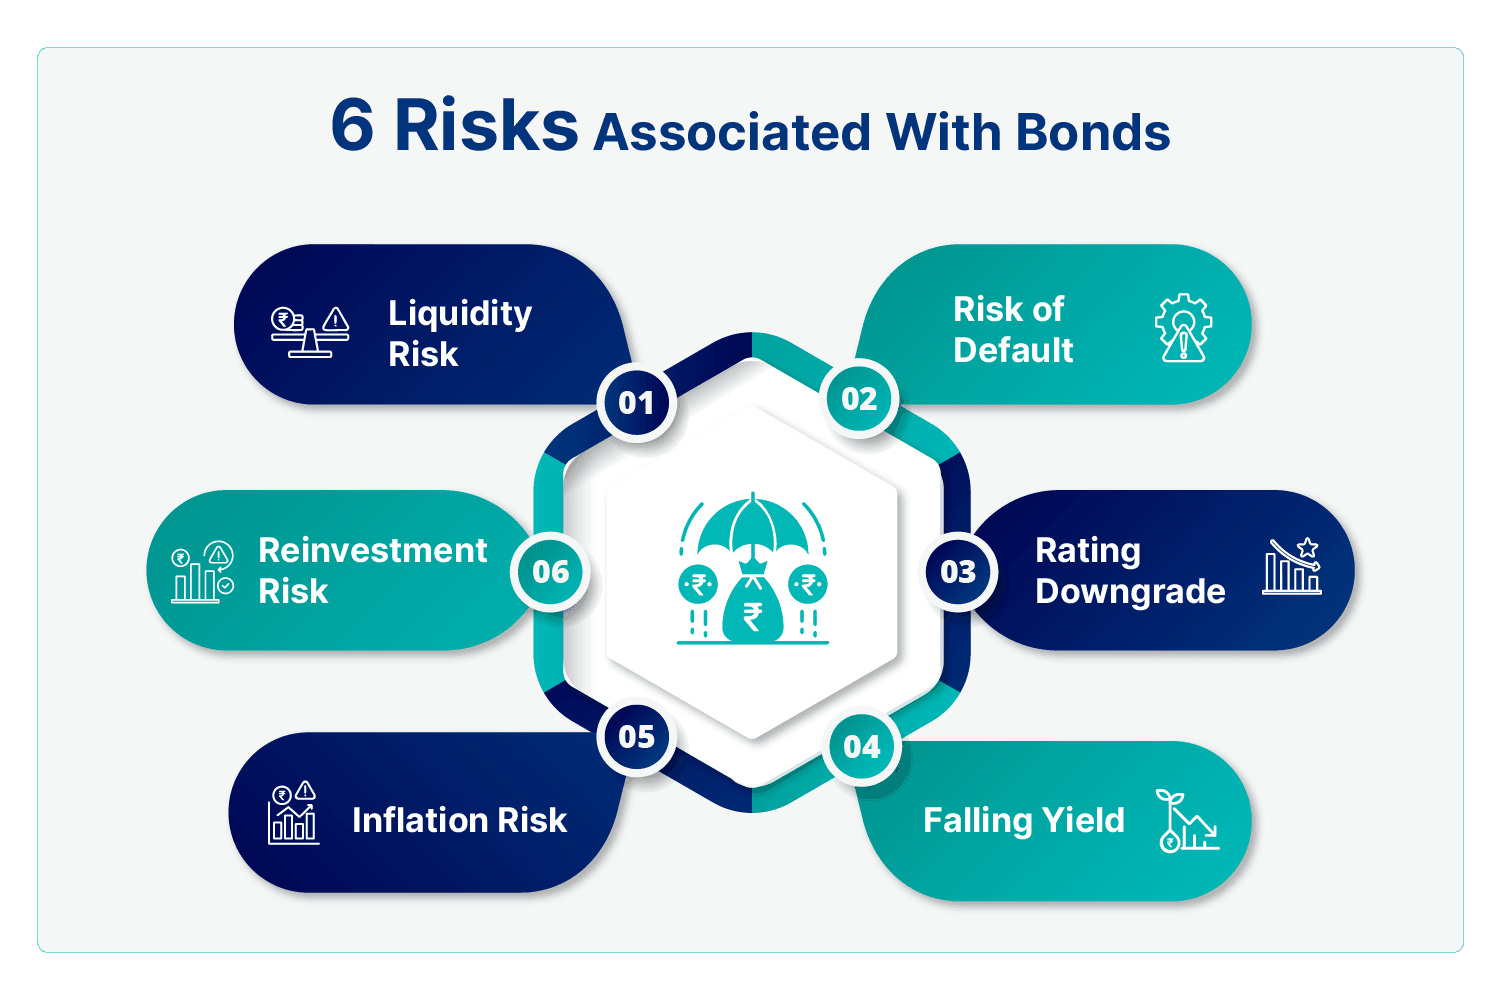 6 Risks Associated With Bonds
Liquidity
Risk
01
Risk of
Default
02
Rating
Downgrade
03
Falling Yield
04
Inflation Risk
05
Reinvestment
Risk
06
₹
₹
₹
₹
₹
₹
₹